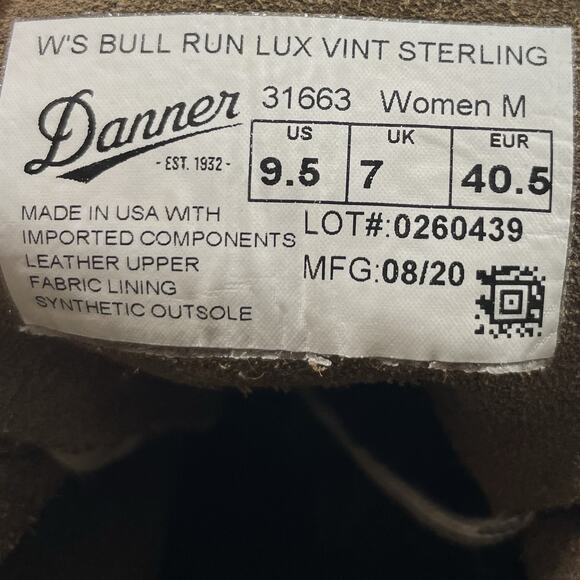 W'S BULL RUN LUX VINT STERLING
Danner
- EST. 1932 -
31663 Women M
US UK EUR
9.5 7 40.5
MADE IN USA WITH
IMPORTED COMPONENTS
LEATHER UPPER
FABRIC LINING
SYNTHETIC OUTSOLE
LOT#:0260439
MFG:08/20